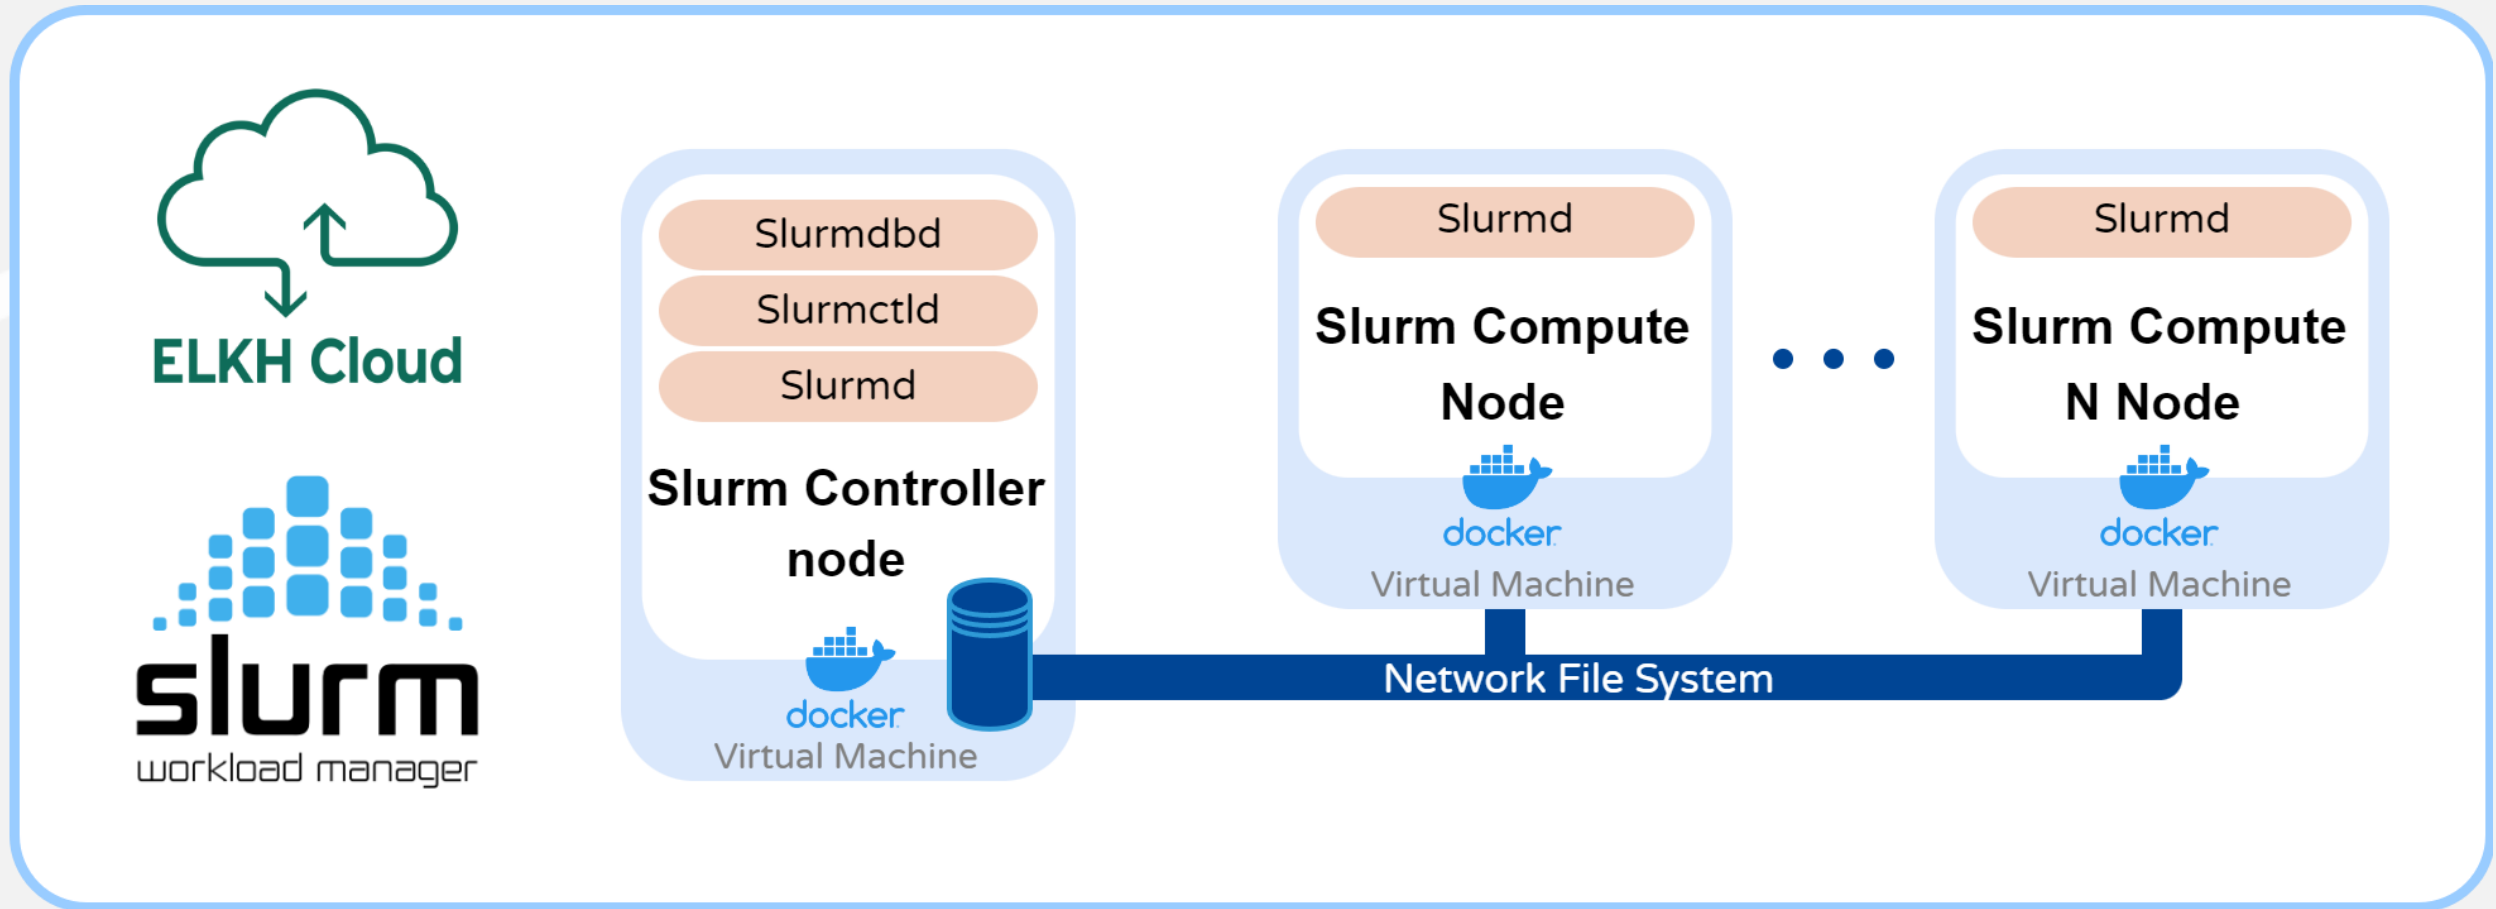 ELKH Cloud
slurm
workload manager
Slurmdbd
Slurmctld
Slurmd
Slurm Controller
node
docker
Virtual Machine
Slurmd
Slurm Compute
Node
docker
Virtual Machine
Slurmd
Slurm Compute
N Node
docker
Virtual Machine
Network File System